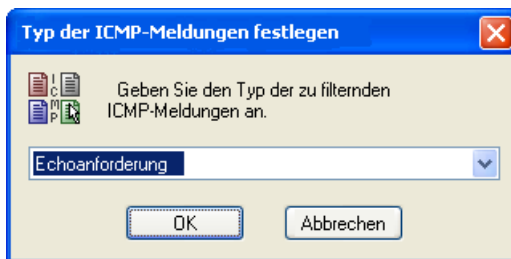 Typ der ICMP-Meldungen festlegen
Geben Sie den Typ der zu filternden
ICMP-Meldungen an.
Echoanforderung
OK
Abbrechen